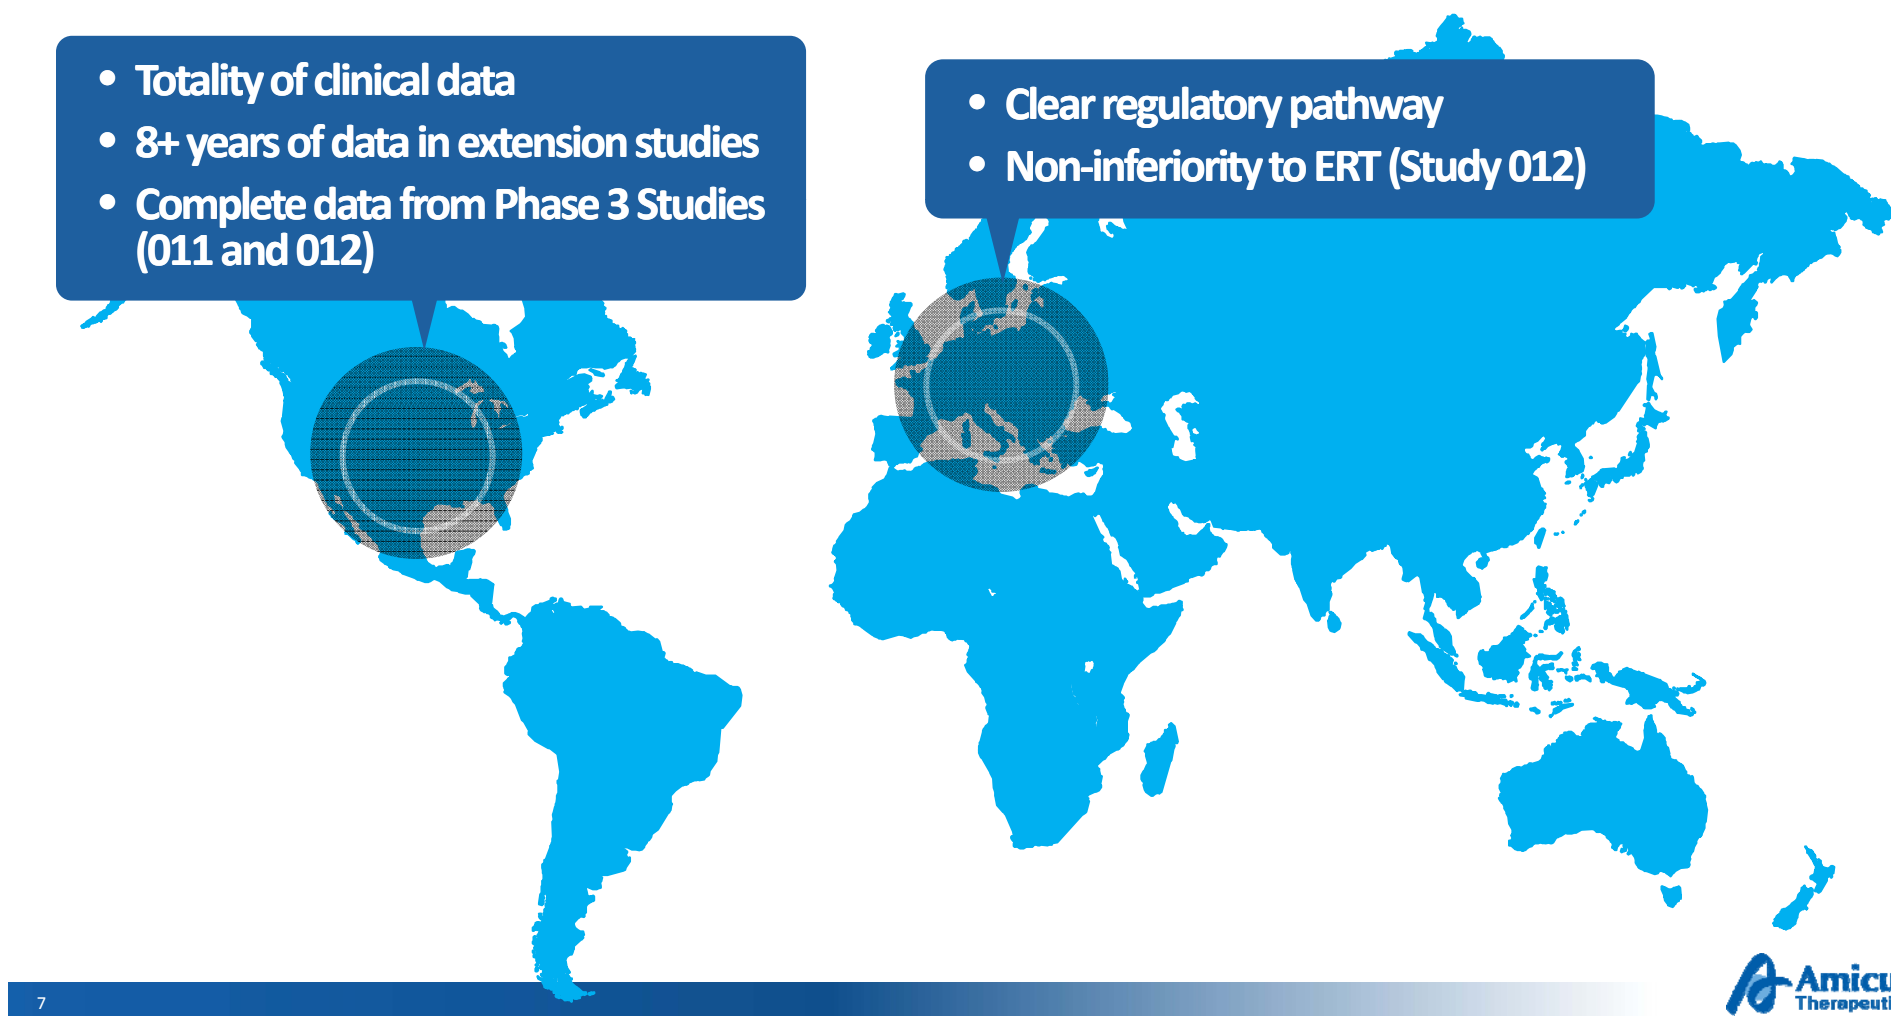 • Totality of clinical data
• 8+ years of data in extension studies
• Complete data from Phase 3 Studies
(011 and 012)
• Clear regulatory pathway
• Non-inferiority to ERT (Study 012)
7
Amicu
Therapeuti